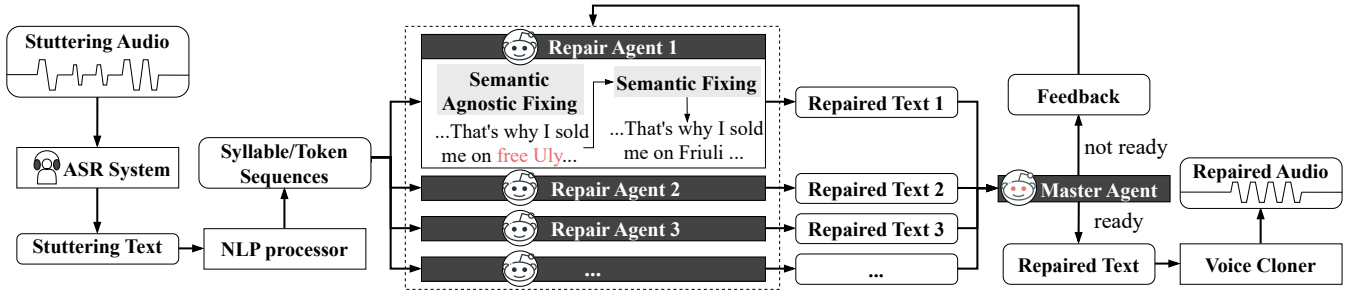 Stuttering Audio
ASR System
Stuttering Text
NLP processor
Syllable/Token
Sequences
Repair Agent 1
Semantic
Agnostic Fixing
...That's why I sold
me on free Uly...
Semantic Fixing
...That's why I sold
me on Friuli ...
Repair Agent 2
Repair Agent 3
...
Repaired Text 1
Repaired Text 2
Repaired Text 3
...
Feedback
not ready
Master Agent
ready
Repaired Text
Voice Cloner
Repaired Audio